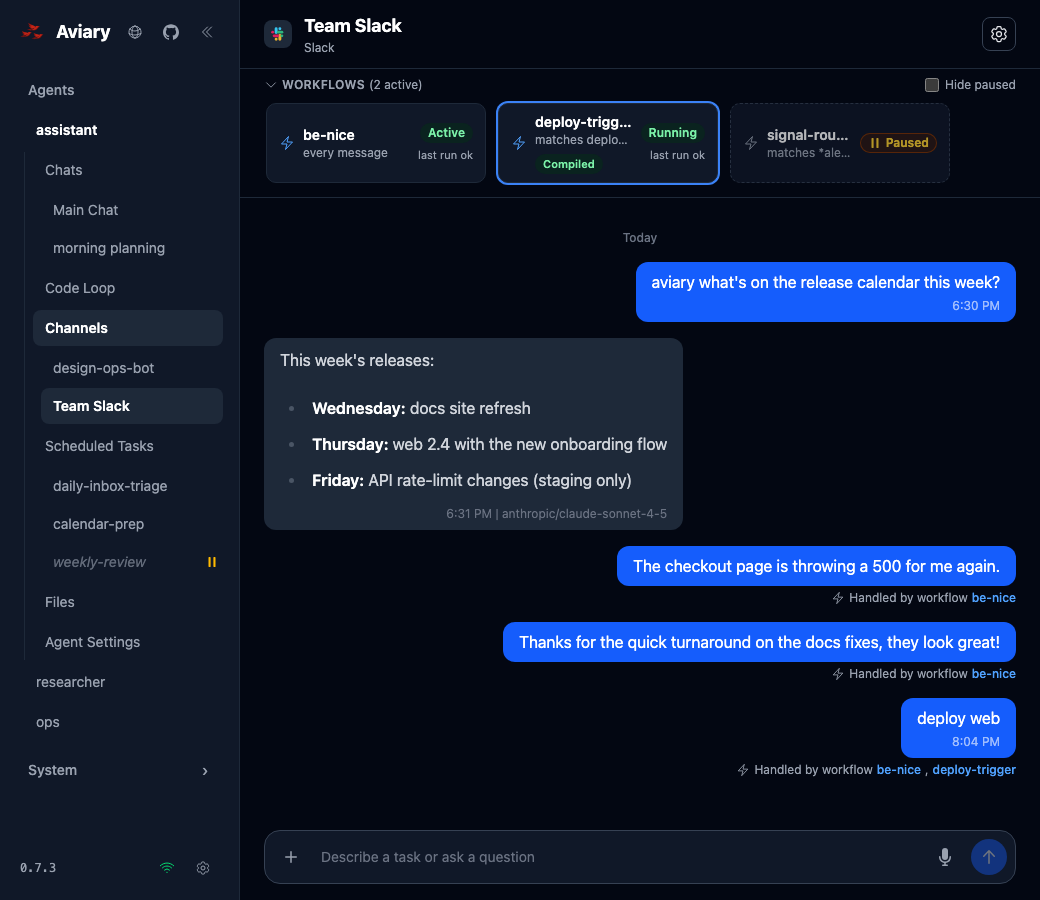 Aviary
Agents
assistant
Chats
Main Chat
morning planning
Code Loop
Channels
design-ops-bot
Team Slack
Scheduled Tasks
daily-inbox-triage
calendar-prep
weekly-review
Files
Agent Settings
researcher
ops
System
0.7.3
Team Slack
Slack
WORKFLOWS (2 active)
Hide paused
be-nice
every message
Active
last run ok
deploy-trigg...
matches deplo...
Compiled
Running
last run ok
signal-rou...
matches *ale...
Paused
Today
aviary what's on the release calendar this week?
6:30 PM
This week's releases:
• Wednesday: docs site refresh
• Thursday: web 2.4 with the new onboarding flow
• Friday: API rate-limit changes (staging only)
6:31 PM | anthropic/claude-sonnet-4-5
The checkout page is throwing a 500 for me again.
Handled by workflow be-nice
Thanks for the quick turnaround on the docs fixes, they look great!
Handled by workflow be-nice
deploy web
8:04 PM
Handled by workflow be-nice , deploy-trigger
Describe a task or ask a question